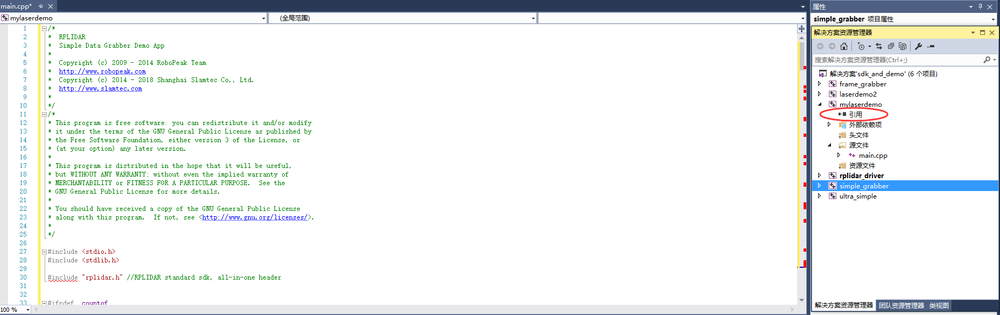 main.cpp*
mylaserdemo
(全局范围)
1 /*
2 * RPLIDAR
3 * Simple Data Grabber Demo App
4 *
5 * Copyright (c) 2009 - 2014 RoboPeak Team
6 * http://www.robopeak.com
7 * Copyright (c) 2014 - 2018 Shanghai Slamtec Co., Ltd.
8 * http://www.slamtec.com
9 *
10 */
11 /*
12 * This program is free software: you can redistribute it and/or modify
13 * it under the terms of the GNU General Public License as published by
14 * the Free Software Foundation, either version 3 of the License, or
15 * (at your option) any later version.
16 *
17 * This program is distributed in the hope that it will be useful,
18 * but WITHOUT ANY WARRANTY; without even the implied warranty of
19 * MERCHANTABILITY or FITNESS FOR A PARTICULAR PURPOSE.  See the
20 * GNU General Public License for more details.
21 *
22 * You should have received a copy of the GNU General Public License
23 * along with this program.  If not, see <http://www.gnu.org/licenses/>.
24 *
25 */
26
27 #include <stdio.h>
28 #include <stdlib.h>
29
30 #include "rplidar.h" //RPLIDAR standard sdk, all-in-one header
31
32
33 #ifndef _countof
100 %
属性
simple_grabber 项目属性
解决方案资源管理器
搜索解决方案资源管理器(Ctrl+;)
解决方案'sdk_and_demo' (6 个项目)
frame_grabber
laserdemo2
mylaserdemo
引用
外部依赖项
头文件
源文件
main.cpp
资源文件
rplidar_driver
simple_grabber
ultra_simple
解决方案资源管理器 团队资源管理器 类视图